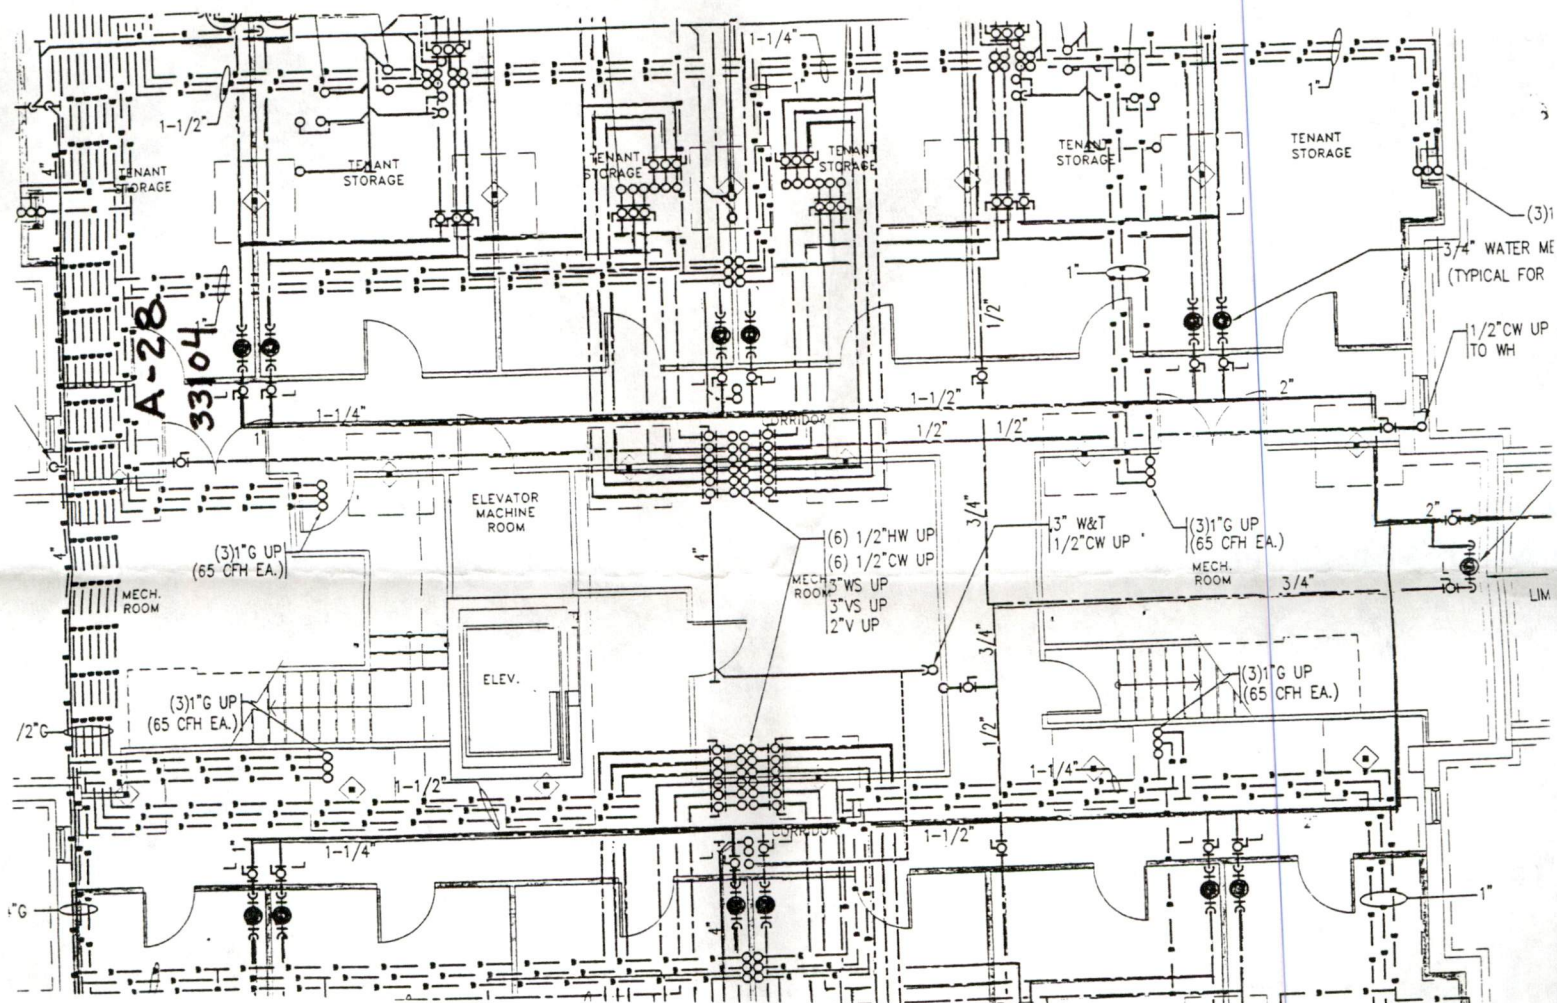 1-1/4"
1"
1"
1-1/2"
4"
TENANT
STORAGE
TENANT
STORAGE
TENANT
STORAGE
TENANT
STORAGE
TENANT
STORAGE
TENANT
STORAGE
3/4" WATER ME
(TYPICAL FOR
1"
1/2"
A-28
33104
1/2"CW UP
TO WH
1-1/4"
1"
1-1/2"
2"
CORRIDOR
1/2"
1/2"
ELEVATOR
MACHINE
ROOM
(3)1"G UP
(65 CFH EA.)
4"
4"
(6) 1/2"HW UP
(6) 1/2"CW UP
3"WS UP
3"VS UP
2"V UP
MECH.
ROOM
3/4"
3" W&T
1/2"CW UP
(3)1"G UP
(65 CFH EA.)
MECH.
ROOM
2"
3/4"
LIM
MECH.
ROOM
3/4"
ELEV.
(3)1"G UP
(65 CFH EA.)
(3)1"G UP
(65 CFH EA.)
/2"G
1/2"
1-1/2"
1-1/4"
CORRIDOR
1-1/4"
1-1/2"
2"
"G
4"
1"